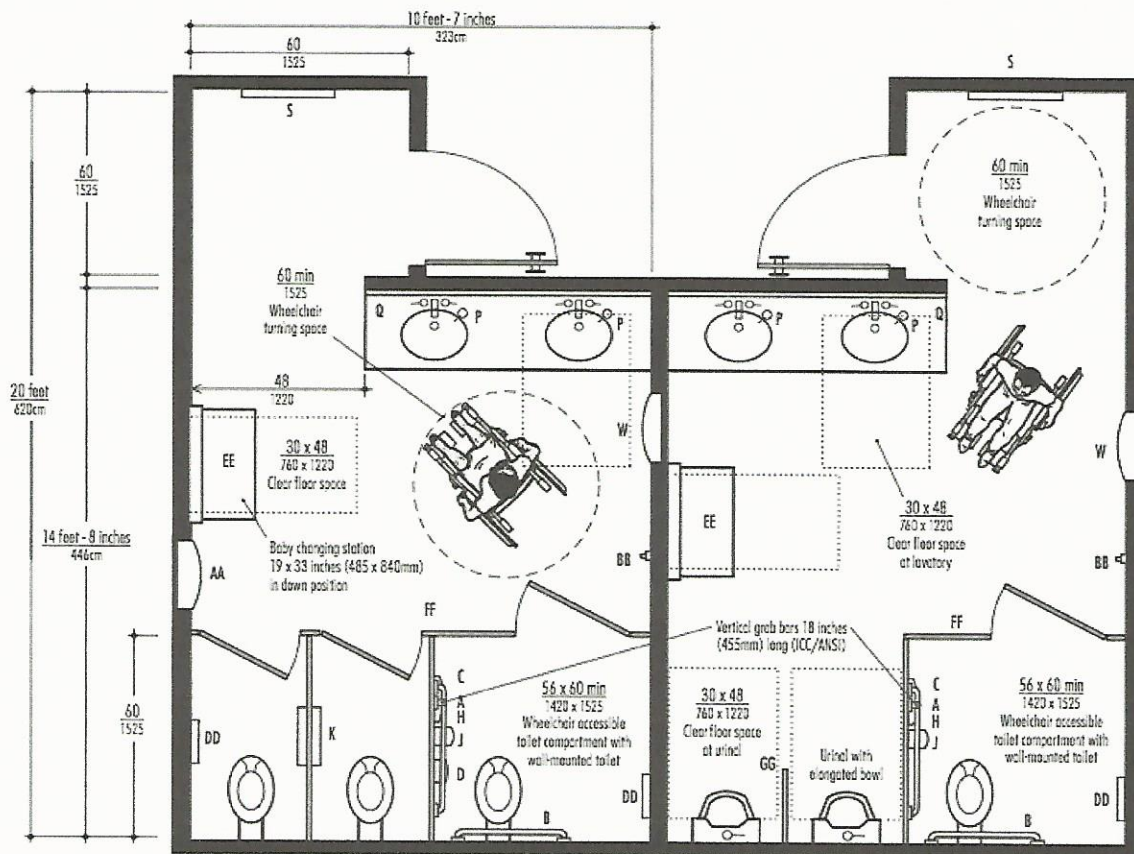 10 feet - 7 inches
323cm
60
1525
S
S
60
1525
60 min
1525
Wheelchair
turning space
60 min
1525
Wheelchair
turning space
Q
P
P
P
P
Q
20 feet
620cm
48
1220
W
W
EE
30 x 48
760 x 1220
Clear floor space
EE
30 x 48
760 x 1220
Clear floor space
at lavatory
14 feet - 8 inches
446cm
Baby changing station
19 x 33 inches (485 x 840mm)
in down position
AA
BB
BB
FF
FF
Vertical grab bars 18 inches
(455mm) long (ICC/ANSI)
60
1525
DD
K
C
A
H
J
D
B
56 x 60 min
1420 x 1525
Wheelchair accessible
toilet compartment with
wall-mounted toilet
DD
30 x 48
760 x 1220
Clear floor space
at urinal
GG
Urinal with
elongated bowl
C
A
H
J
56 x 60 min
1420 x 1525
Wheelchair accessible
toilet compartment with
wall-mounted toilet
DD
B